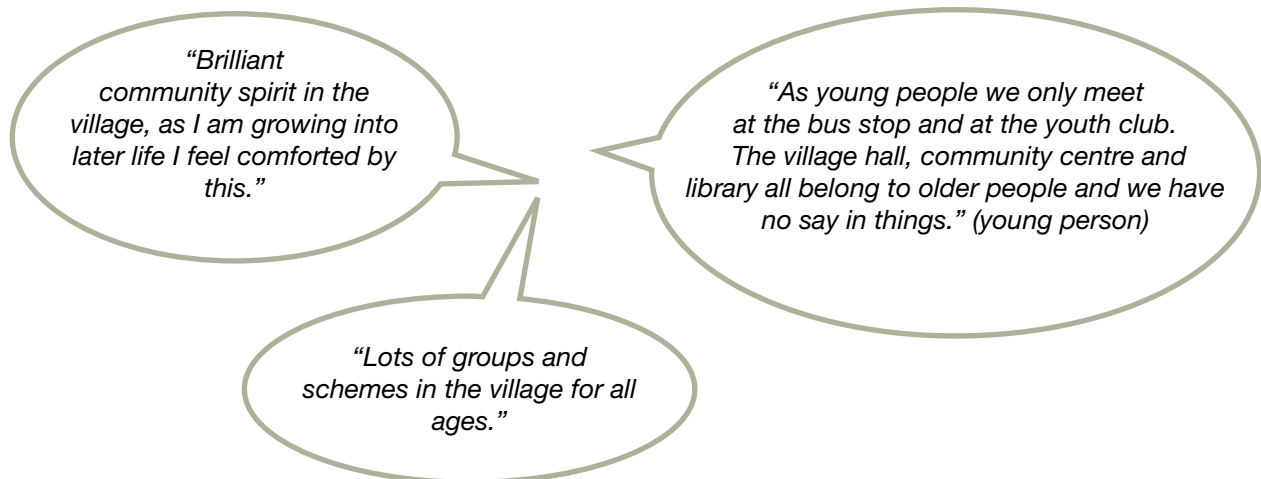 “Brilliant
community spirit in the
village, as I am growing into
later life I feel comforted by
this.”
“As young people we only meet
at the bus stop and at the youth club.
The village hall, community centre and
library all belong to older people and we have
no say in things.” (young person)
“Lots of groups and
schemes in the village for all
ages.”